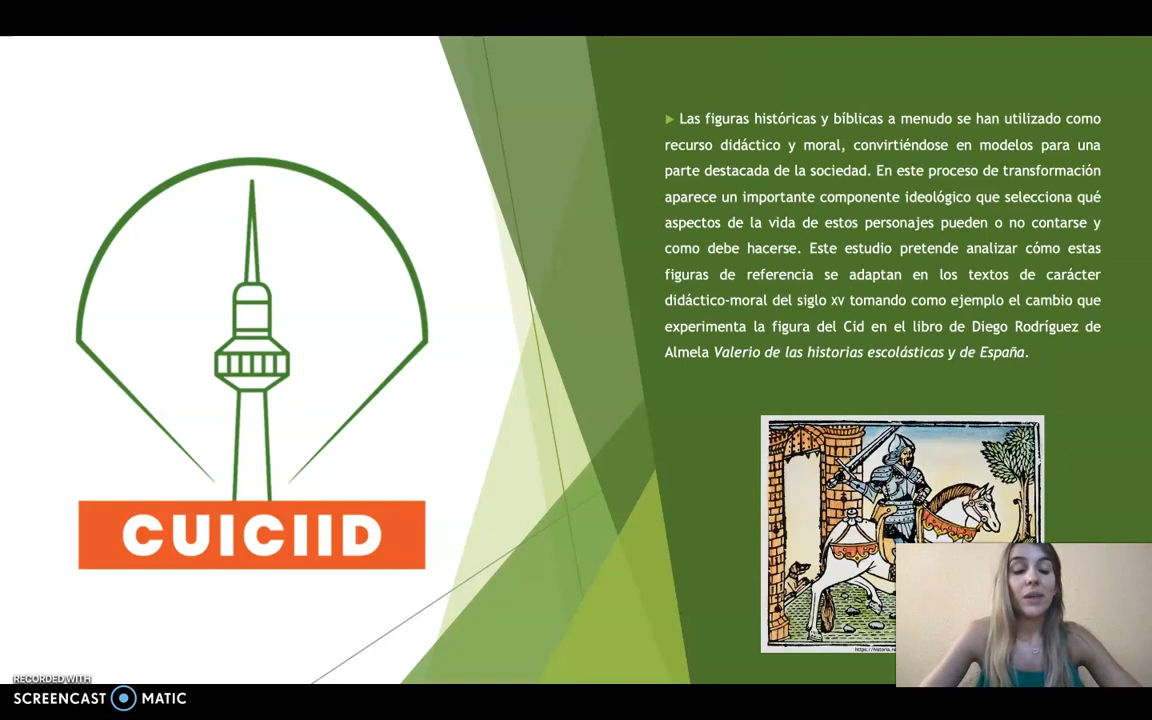 ▶ Las figuras históricas y bíblicas a menudo se han utilizado como
recurso didáctico y moral, convirtiéndose en modelos para una
parte destacada de la sociedad. En este proceso de transformación
aparece un importante componente ideológico que selecciona qué
aspectos de la vida de estos personajes pueden o no contarse y
como debe hacerse. Este estudio pretende analizar cómo estas
figuras de referencia se adaptan en los textos de carácter
didáctico-moral del siglo XV tomando como ejemplo el cambio que
experimenta la figura del Cid en el libro de Diego Rodríguez de
Almela Valerio de las historias escolásticas y de España.
CUICIID
RECORDED WITH
SCREENCAST MATIC